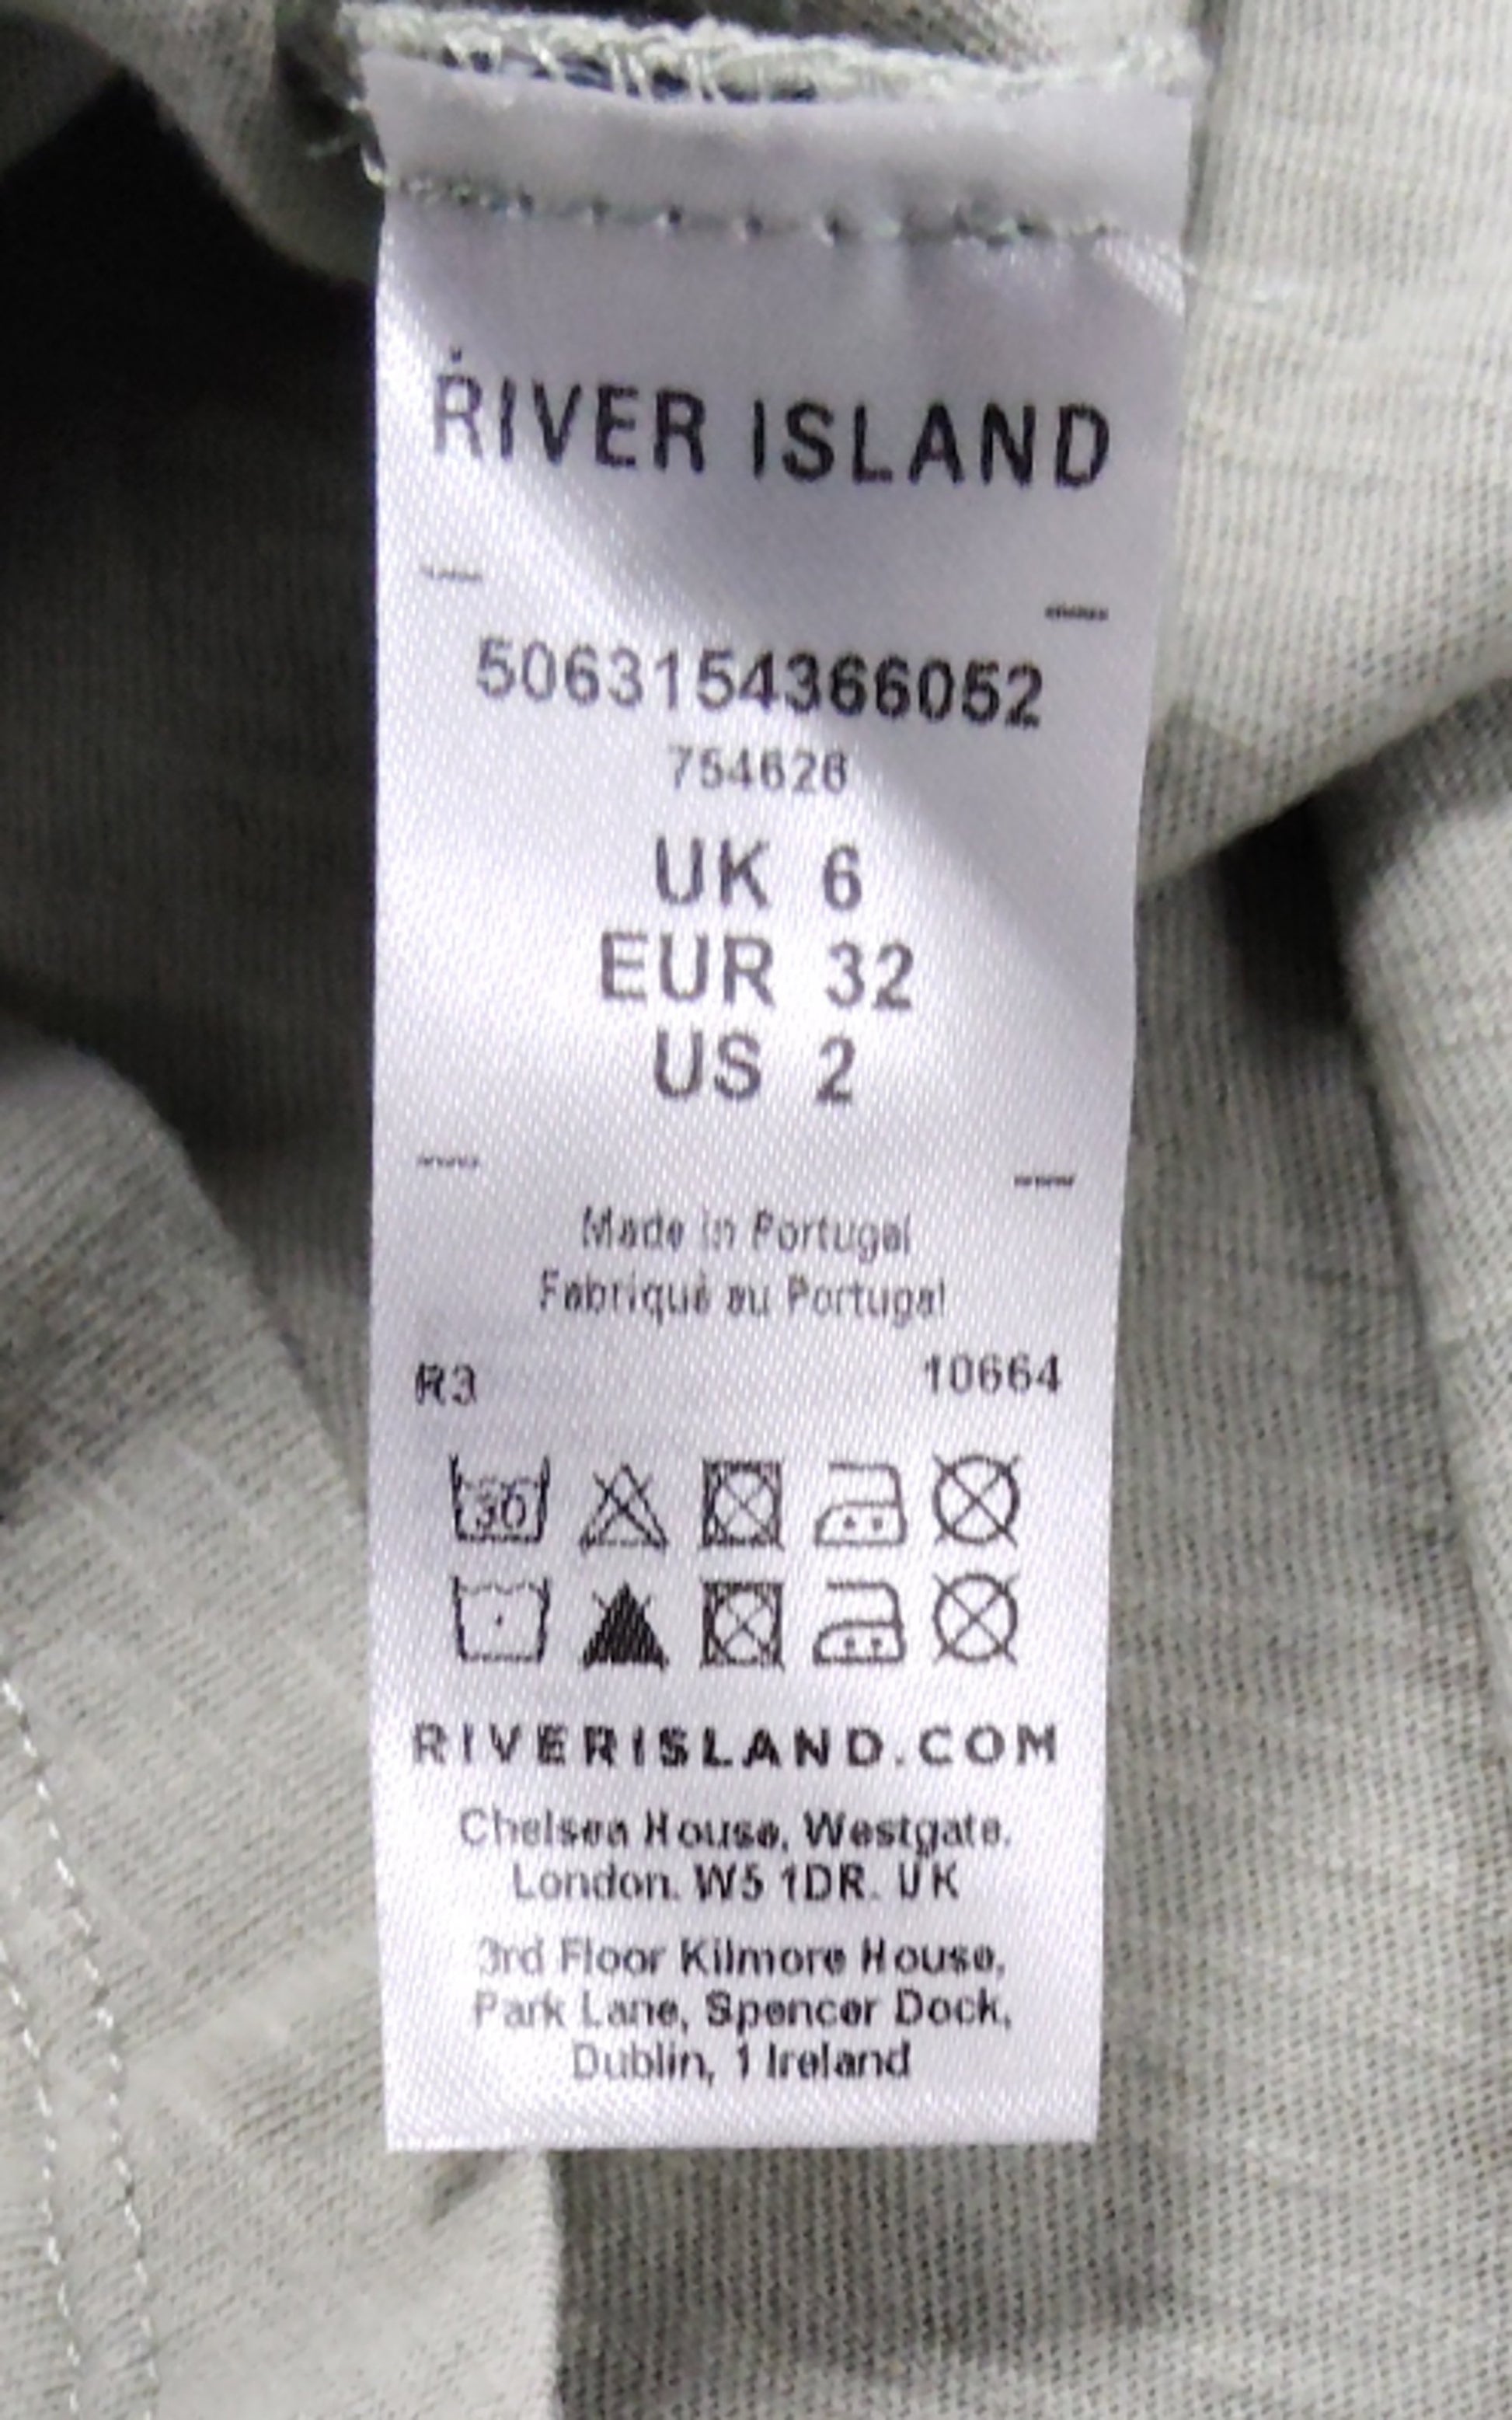 RIVER ISLAND
5063154366052
754626
UK 6
EUR 32
US 2
Made in Portugal
Fabriqué au Portugal
R3 10664
30
RIVERISLAND.COM
Chelsea House, Westgate,
London. W5 1DR. UK
3rd Floor Kilmore House,
Park Lane, Spencer Dock,
Dublin, 1 Ireland